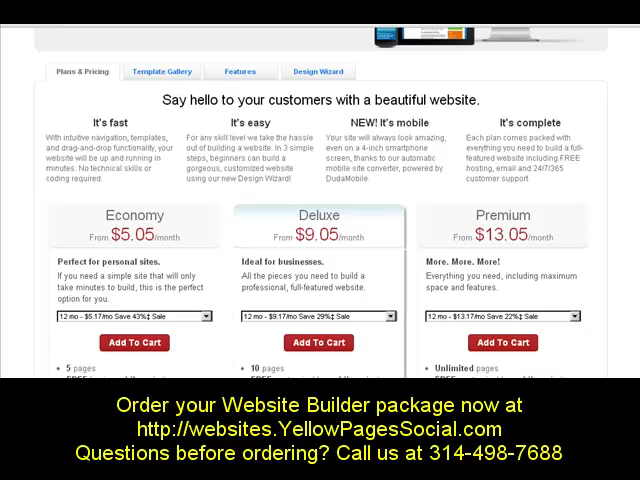 Plans & Pricing
Template Gallery
Features
Design Wizard
Say hello to your customers with a beautiful website.
It's fast
With intuitive navigation, templates,
and drag-and-drop functionality, your
website will be up and running in
minutes. No technical skills or
coding required.
It's easy
For any skill level we take the hassle
out of building a website. In 3 simple
steps, beginners can build a
gorgeous, customized website
using our new Design Wizard!
NEW! It's mobile
Your site will always look amazing,
even on a 4-inch smartphone
screen, thanks to our automatic
mobile site converter, powered by
DudaMobile.
It's complete
Each plan comes packed with
everything you need to build a full-
featured website including FREE
hosting, email and 24/7/365
customer support
Economy
From $5.05/month
Perfect for personal sites.
If you need a simple site that will only
take minutes to build, this is the perfect
option for you.
12 mo - $5.17/mo Save 43%‡ Sale
Add To Cart
• 5 pages
Deluxe
From $9.05/month
Ideal for businesses.
All the pieces you need to build a
professional, full-featured website.
12 mo - $9.17/mo Save 29%‡ Sale
Add To Cart
• 10 pages
Premium
From $13.05/month
More. More. More!
Everything you need, including maximum
space and features.
12 mo - $13.17/mo Save 22%‡ Sale
Add To Cart
• Unlimited pages
Order your Website Builder package now at
http://websites.YellowPagesSocial.com
Questions before ordering? Call us at 314-498-7688